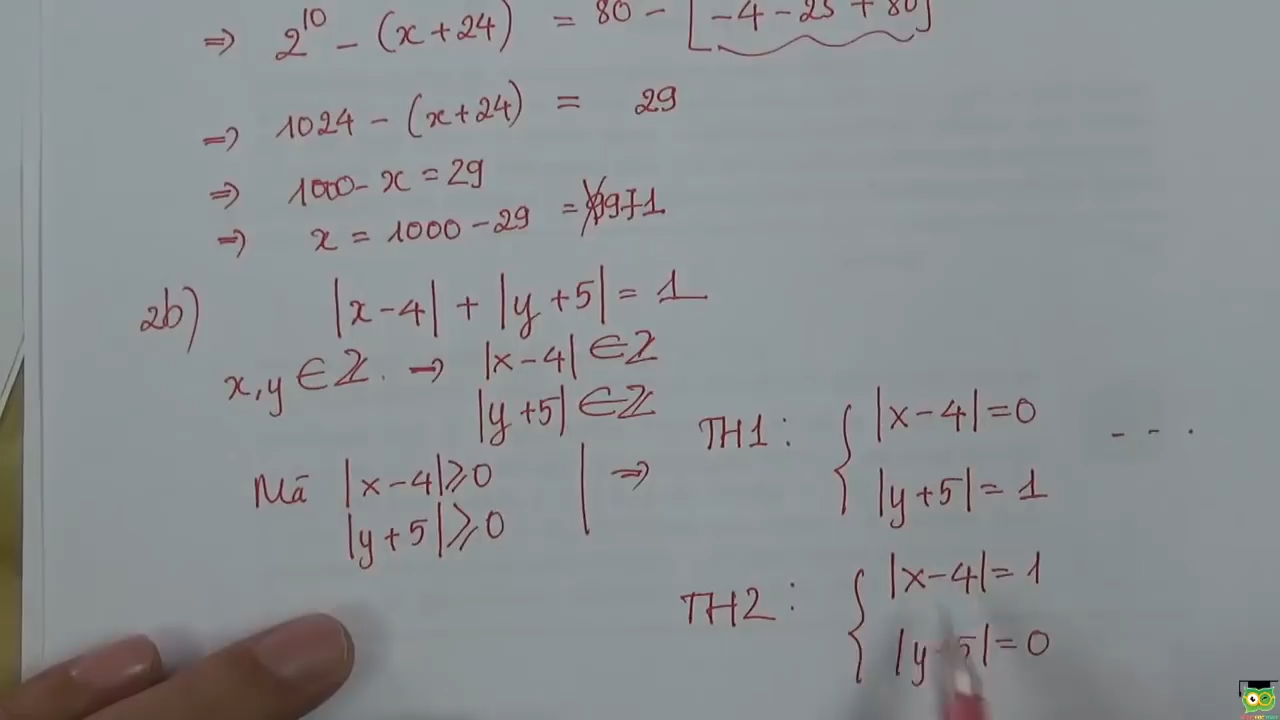 ⇒ 2^10 - (x+24) = 80 - [-4 - 25 + 80]
⇒ 1024 - (x+24) = 29
⇒ 1000 - x = 29
⇒ x = 1000 - 29 = 971
2b) |x-4| + |y+5| = 1
x,y ∈ Z. → |x-4| ∈ Z
|y+5| ∈ Z
Mà |x-4| ≥ 0
|y+5| ≥ 0
⇒ TH1: { |x-4| = 0 - - .
|y+5| = 1
TH2: { |x-4| = 1
|y+5| = 0